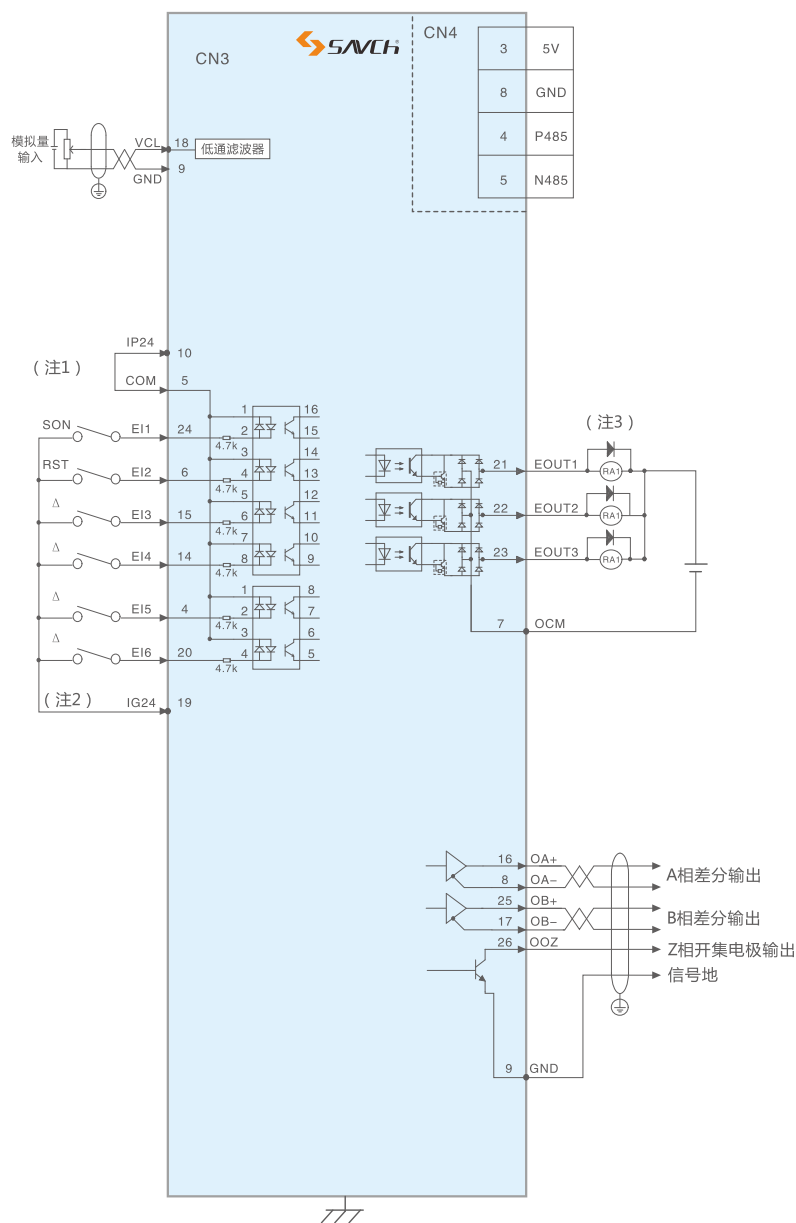 CN3
SAVCH®
CN4
3 5V
8 GND
4 P485
5 N485
模拟量
输入
VCL 18 低通滤波器
GND 9
IP24 10
(注1)
COM 5
SON EI1 24 4.7k 1 2 16 15
RST EI2 6 4.7k 3 4 14 13
Δ EI3 15 4.7k 5 6 12 11
Δ EI4 14 4.7k 7 8 10 9
Δ EI5 4 4.7k 1 2 8 7
Δ EI6 20 4.7k 3 4 6 5
(注2) IG24 19
(注3)
21 EOUT1 RA1
22 EOUT2 RA1
23 EOUT3 RA1
7 OCM
16 OA+
8 OA-
A相差分输出
25 OB+
17 OB-
B相差分输出
26 OOZ Z相开集电极输出
信号地
9 GND